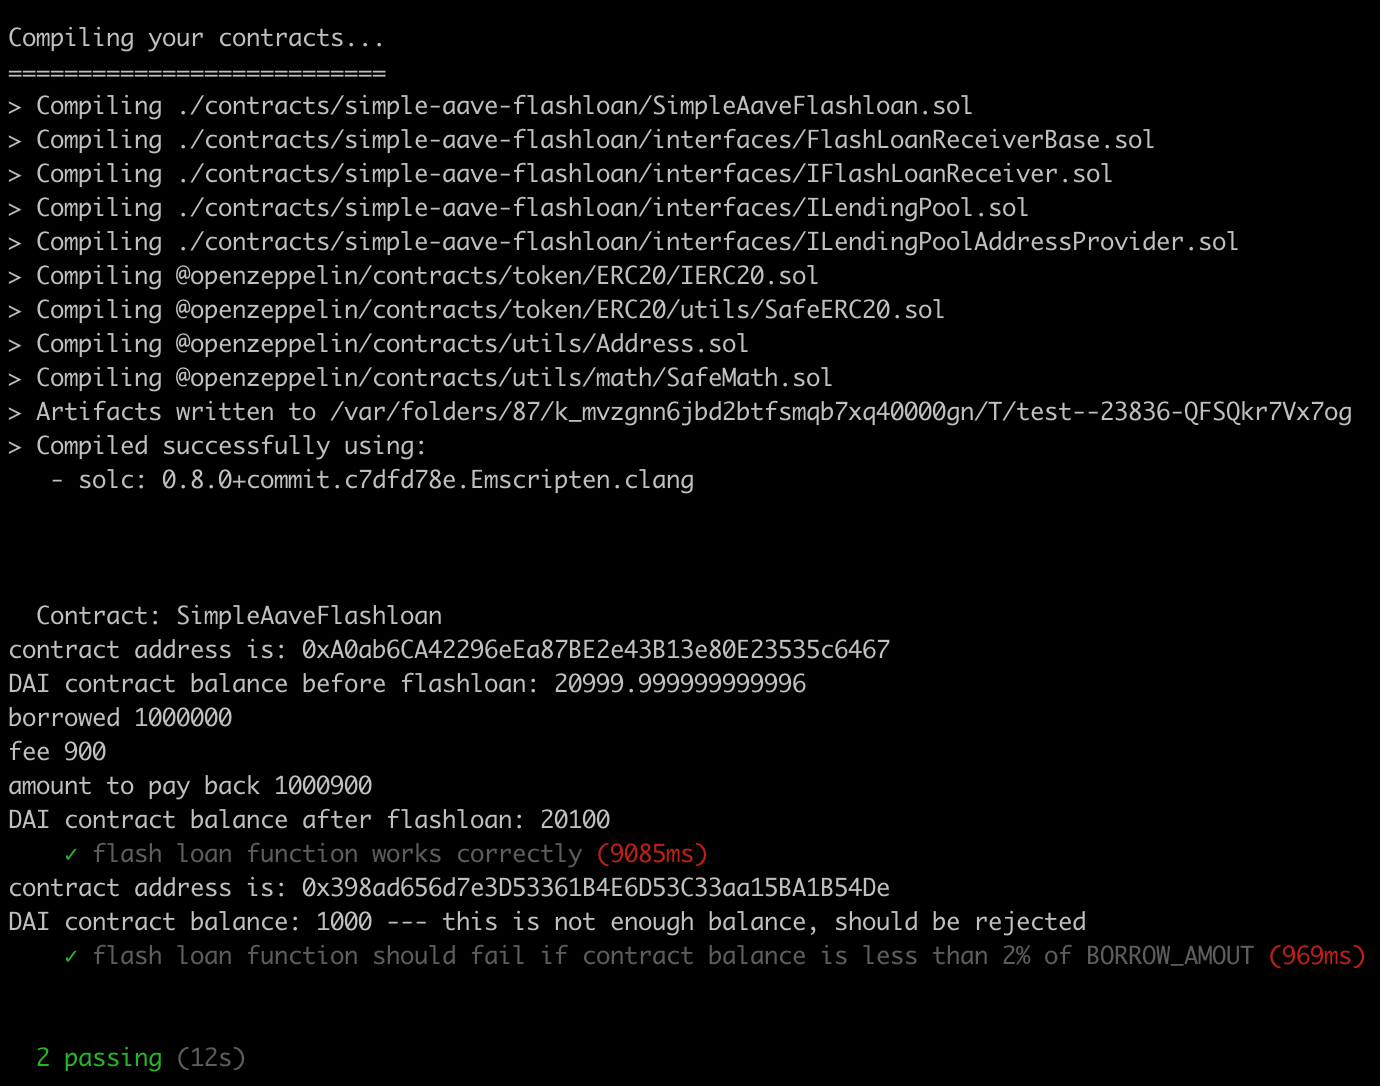 Compiling your contracts...
===========================
> Compiling ./contracts/simple-aave-flashloan/SimpleAaveFlashloan.sol
> Compiling ./contracts/simple-aave-flashloan/interfaces/FlashLoanReceiverBase.sol
> Compiling ./contracts/simple-aave-flashloan/interfaces/IFlashLoanReceiver.sol
> Compiling ./contracts/simple-aave-flashloan/interfaces/ILendingPool.sol
> Compiling ./contracts/simple-aave-flashloan/interfaces/ILendingPoolAddressProvider.sol
> Compiling @openzeppelin/contracts/token/ERC20/IERC20.sol
> Compiling @openzeppelin/contracts/token/ERC20/utils/SafeERC20.sol
> Compiling @openzeppelin/contracts/utils/Address.sol
> Compiling @openzeppelin/contracts/utils/math/SafeMath.sol
> Artifacts written to /var/folders/87/k_mvzgnn6jbd2btfsmqb7xq40000gn/T/test--23836-QFSQkr7Vx7og
> Compiled successfully using:
   - solc: 0.8.0+commit.c7dfd78e.Emscripten.clang
  Contract: SimpleAaveFlashloan
contract address is: 0xA0ab6CA42296eEa87BE2e43B13e80E23535c6467
DAI contract balance before flashloan: 20999.999999999996
borrowed 1000000
fee 900
amount to pay back 1000900
DAI contract balance after flashloan: 20100
    ✓ flash loan function works correctly (9085ms)
contract address is: 0x398ad656d7e3D53361B4E6D53C33aa15BA1B54De
DAI contract balance: 1000 --- this is not enough balance, should be rejected
    ✓ flash loan function should fail if contract balance is less than 2% of BORROW_AMOUT (969ms)
  2 passing (12s)